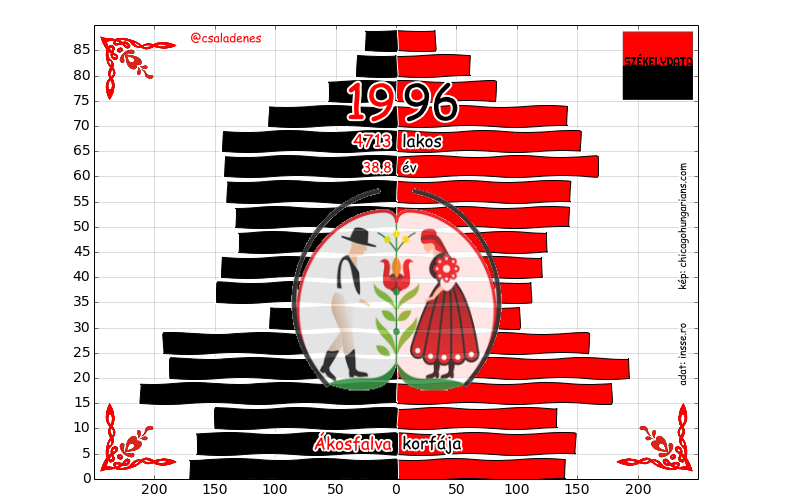 @csaladenes
SZÉKELYDATA
1996
4713 lakos
38.8 év
kép: chicagohungarians.com
adat: insse.ro
Ákosfalva korfája
85
80
75
70
65
60
55
50
45
40
35
30
25
20
15
10
5
0
200 150 100 50 0 50 100 150 200